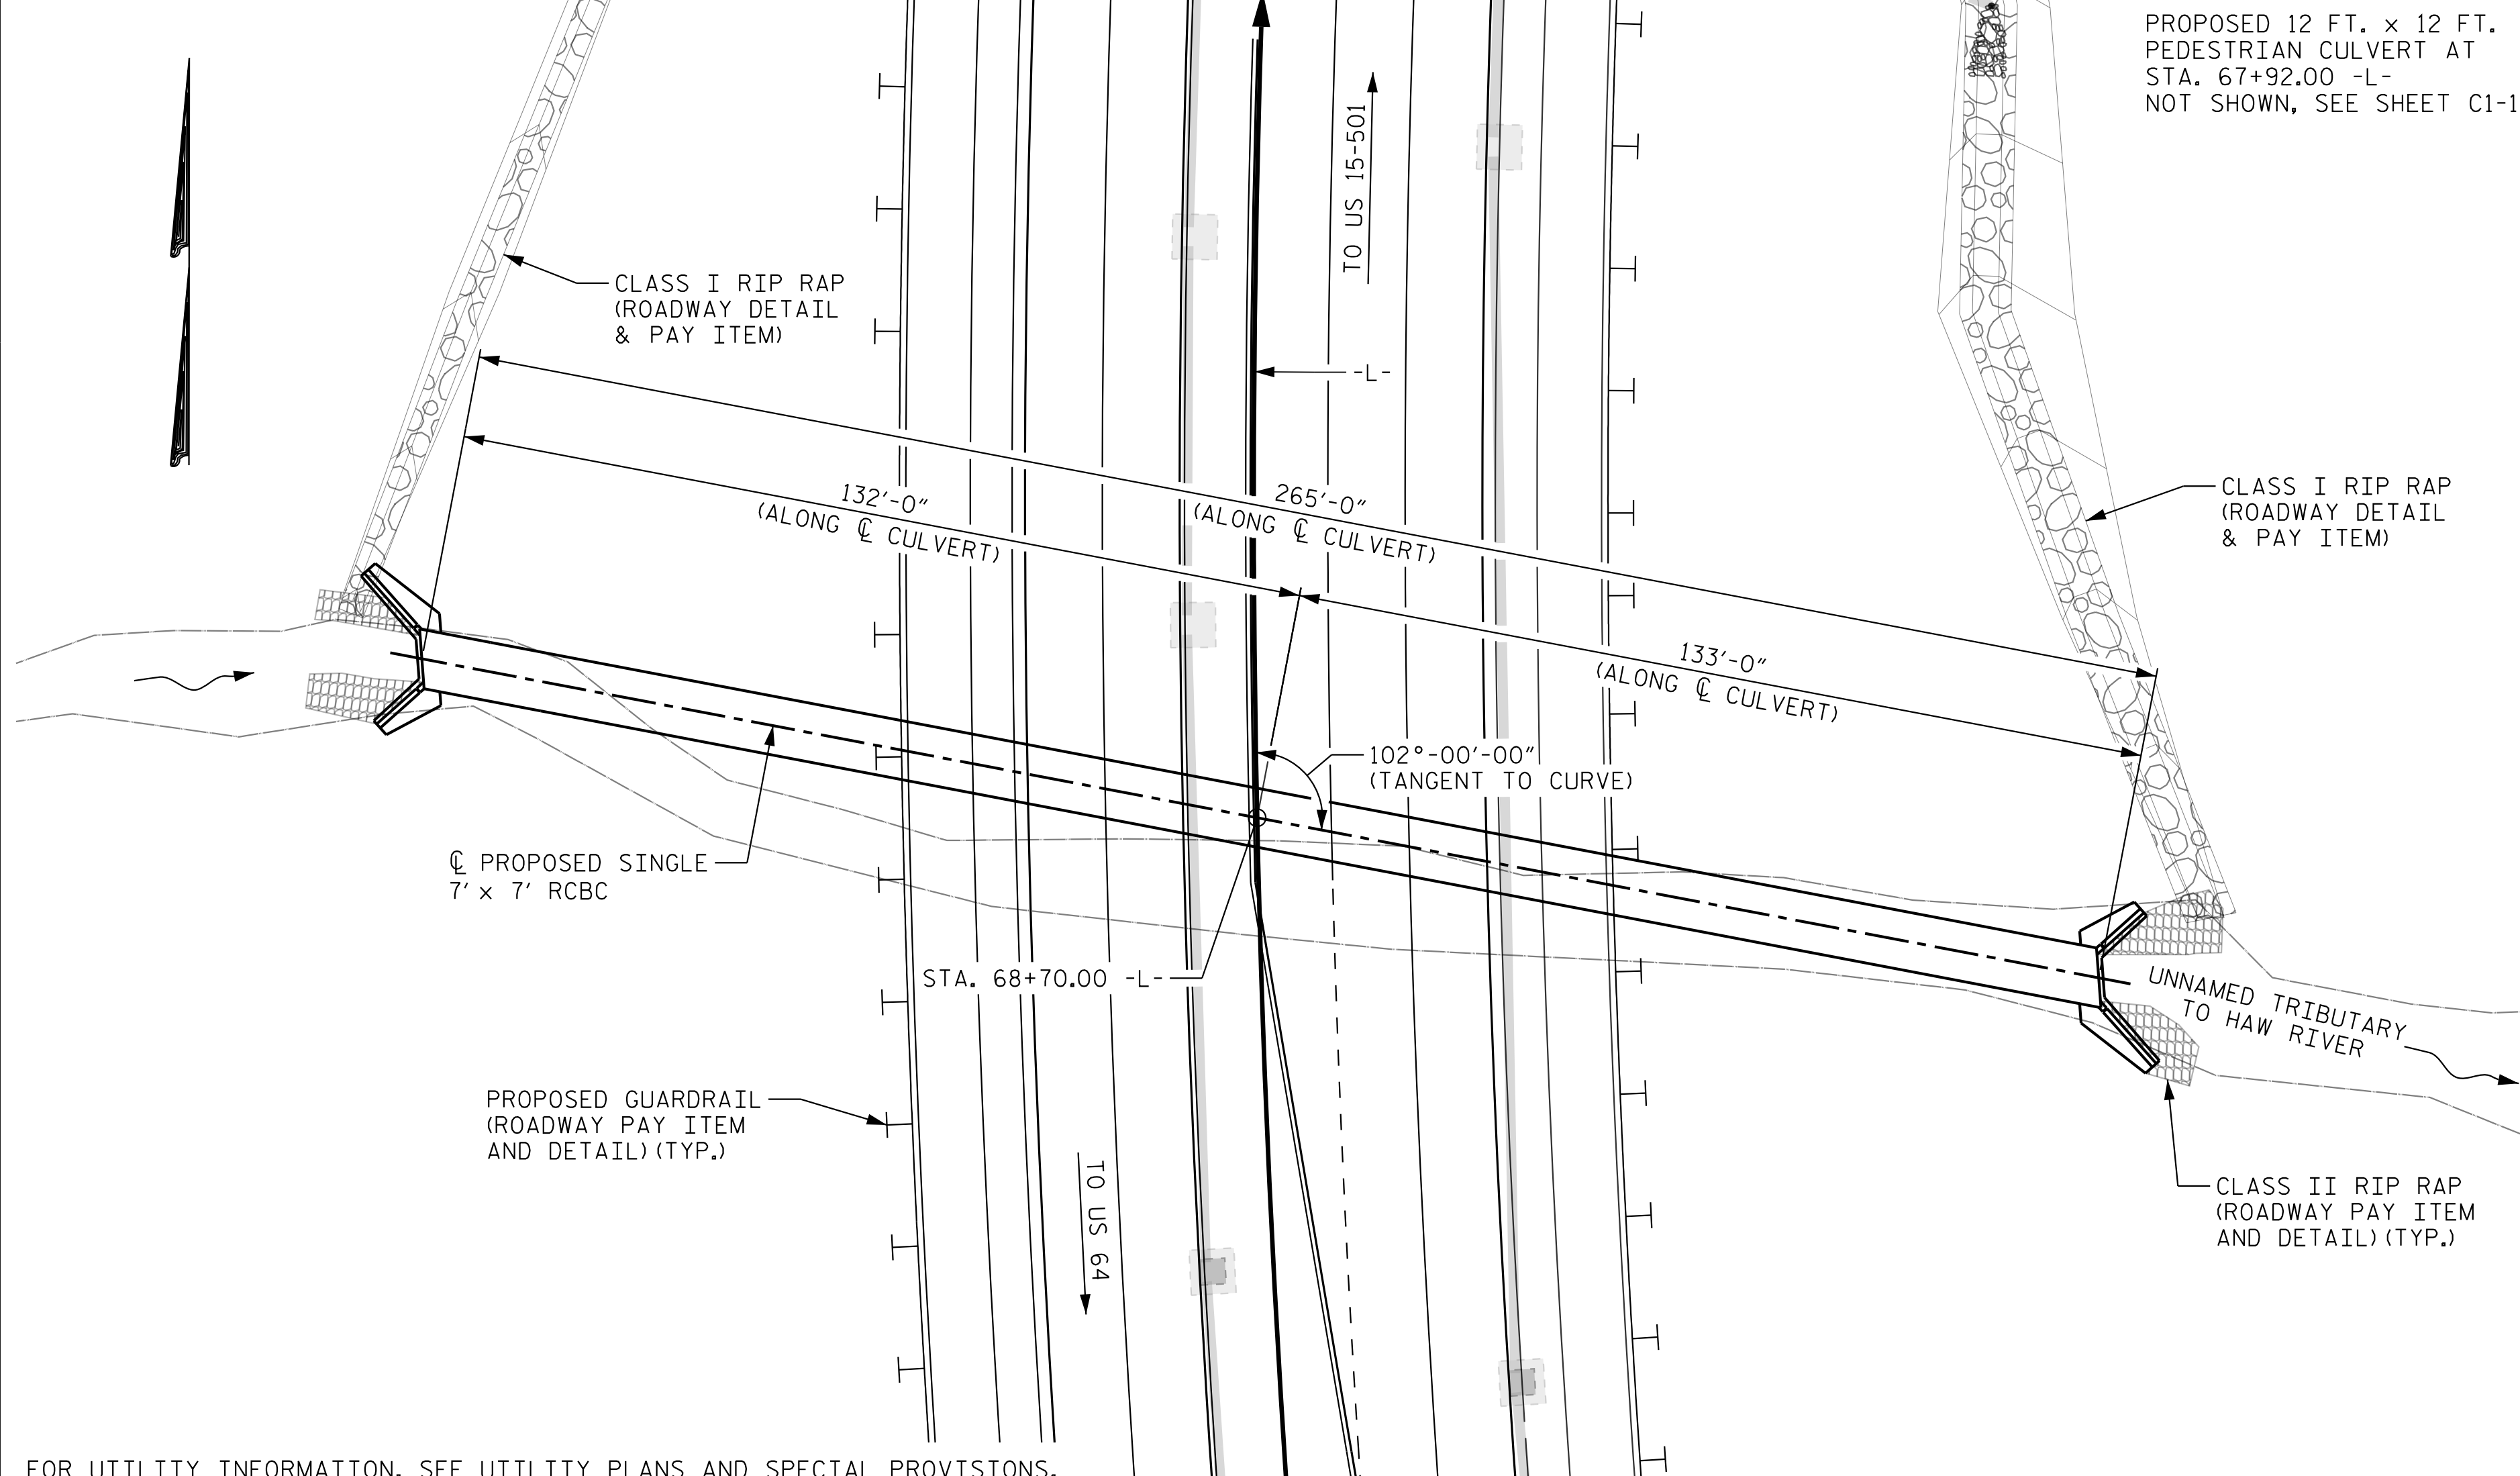 PROPOSED 12 FT. x 12 FT.
PEDESTRIAN CULVERT AT
STA. 67+92.00 -L-
NOT SHOWN, SEE SHEET C1-1
TO US 15-501
CLASS I RIP RAP
(ROADWAY DETAIL
& PAY ITEM)
-L-
132'-0"
(ALONG ℄ CULVERT)
265'-0"
(ALONG ℄ CULVERT)
CLASS I RIP RAP
(ROADWAY DETAIL
& PAY ITEM)
133'-0"
(ALONG ℄ CULVERT)
102°-00'-00"
(TANGENT TO CURVE)
℄ PROPOSED SINGLE
7' x 7' RCBC
STA. 68+70.00 -L-
UNNAMED TRIBUTARY
TO HAW RIVER
PROPOSED GUARDRAIL
(ROADWAY PAY ITEM
AND DETAIL)(TYP.)
TO US 64
CLASS II RIP RAP
(ROADWAY PAY ITEM
AND DETAIL)(TYP.)
FOR UTILITY INFORMATION, SEE UTILITY PLANS AND SPECIAL PROVISIONS.